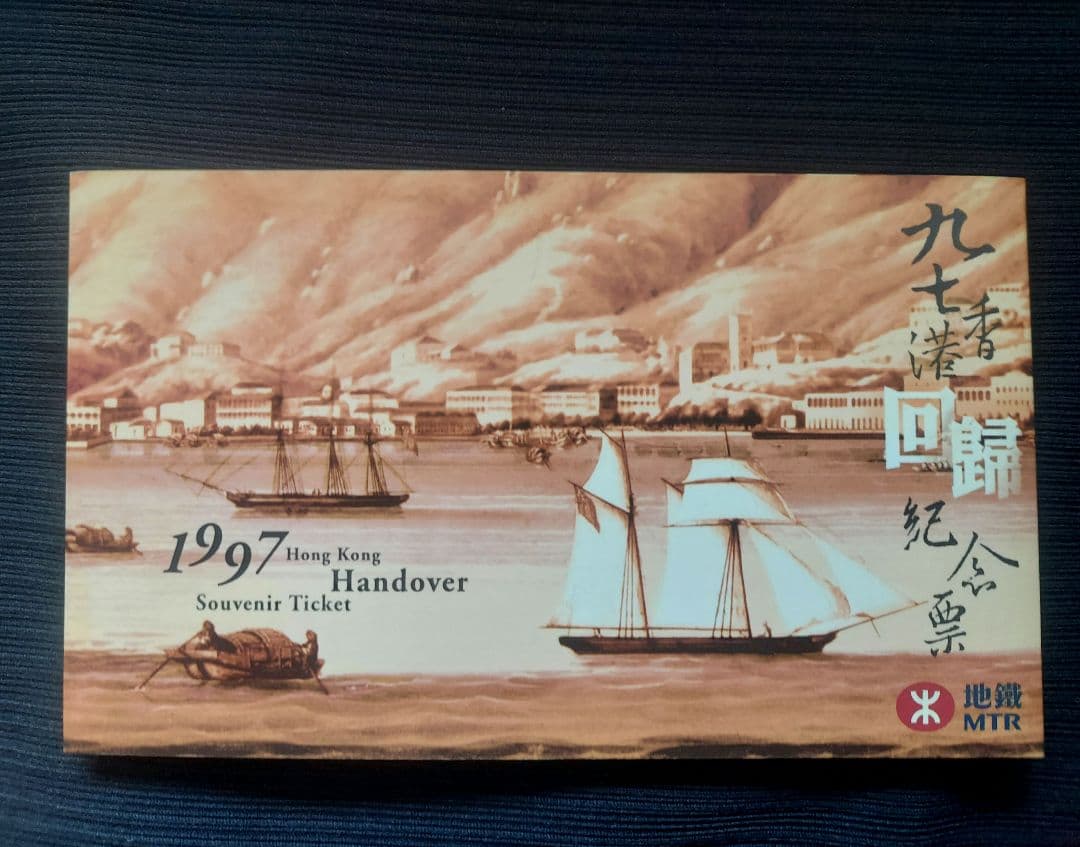 九七香港
回歸
紀念票
1997 Hong Kong
Handover
Souvenir Ticket
地鐵
MTR